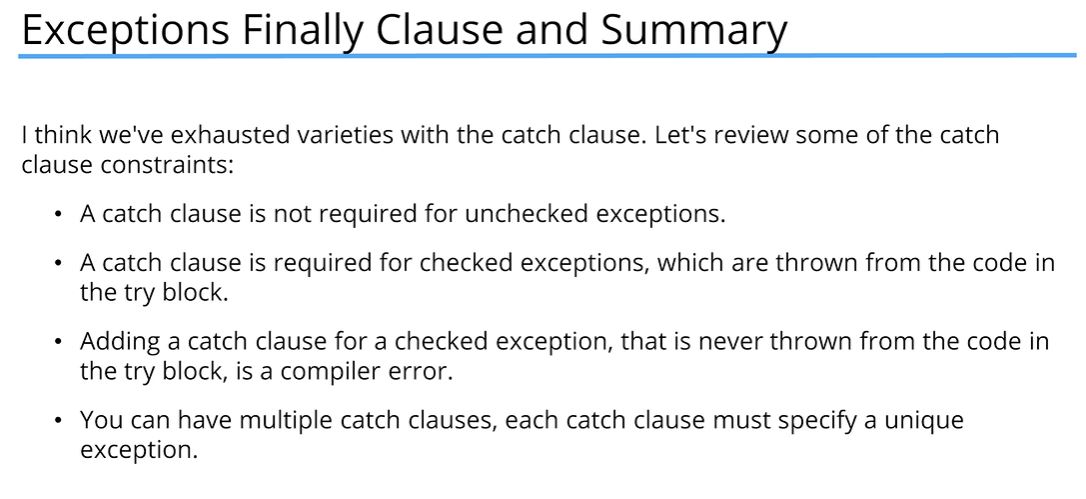 Exceptions Finally Clause and Summary
I think we've exhausted varieties with the catch clause. Let's review some of the catch
clause constraints:
• A catch clause is not required for unchecked exceptions.
• A catch clause is required for checked exceptions, which are thrown from the code in
the try block.
• Adding a catch clause for a checked exception, that is never thrown from the code in
the try block, is a compiler error.
• You can have multiple catch clauses, each catch clause must specify a unique
exception.